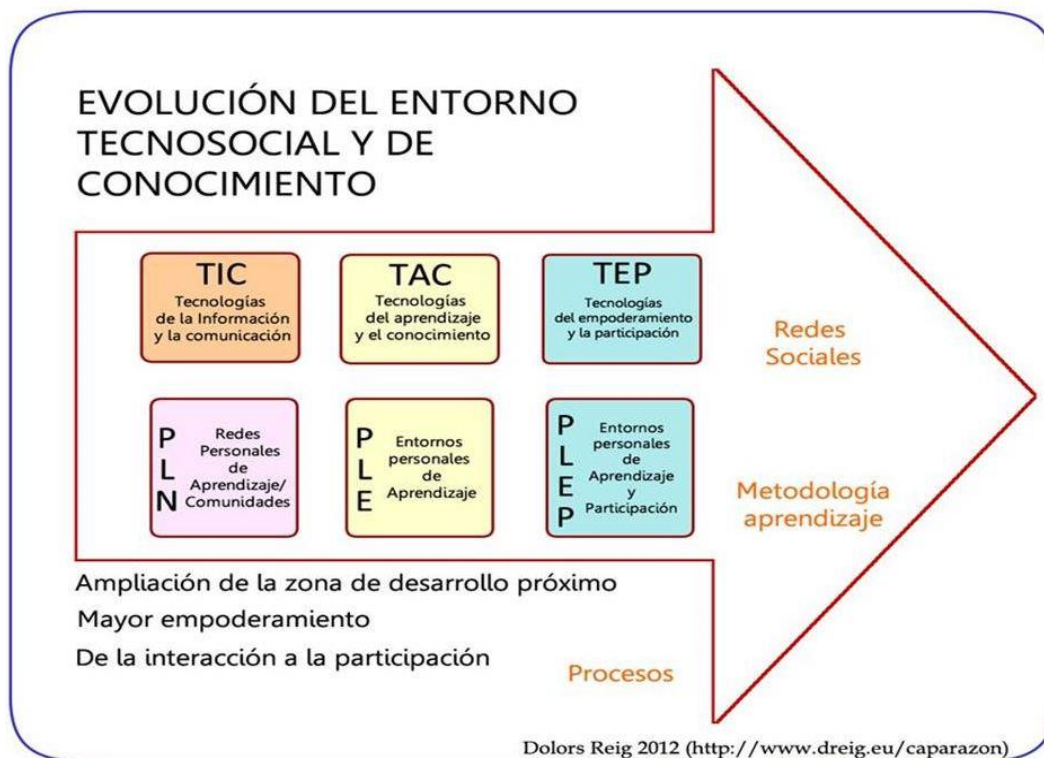 EVOLUCIÓN DEL ENTORNO
TECNOSOCIAL Y DE
CONOCIMIENTO
TIC
Tecnologías
de la Información
y la comunicación
TAC
Tecnologías
del aprendizaje
y el conocimiento
TEP
Tecnologías
del empoderamiento
y la participación
Redes
Sociales
PLN
Redes
Personales
de
Aprendizaje/
Comunidades
PLE
Entornos
personales
de
Aprendizaje
PLEP
Entornos
personales
de
Aprendizaje
y
Participación
Metodología
aprendizaje
Ampliación de la zona de desarrollo próximo
Mayor empoderamiento
De la interacción a la participación
Procesos
Dolors Reig 2012 (http://www.dreig.eu/caparazon)